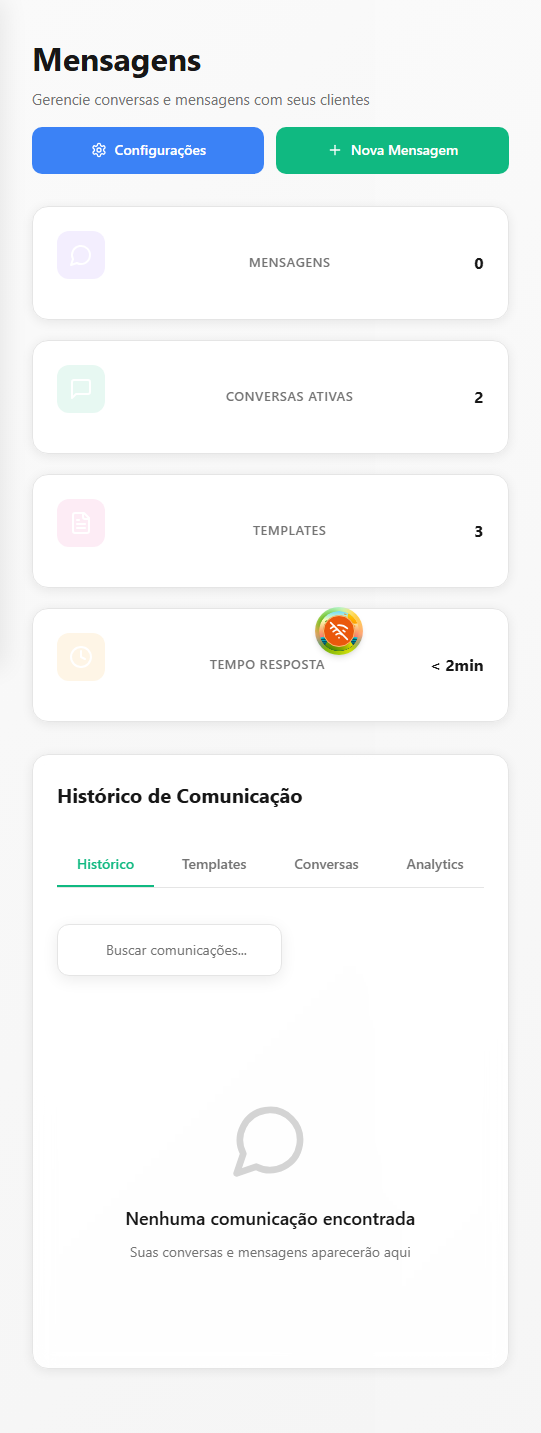 Mensagens
Gerencie conversas e mensagens com seus clientes
Configurações
Nova Mensagem
MENSAGENS
0
CONVERSAS ATIVAS
2
TEMPLATES
3
TEMPO RESPOSTA
< 2min
Histórico de Comunicação
Histórico
Templates
Conversas
Analytics
Buscar comunicações...
Nenhuma comunicação encontrada
Suas conversas e mensagens aparecerão aqui